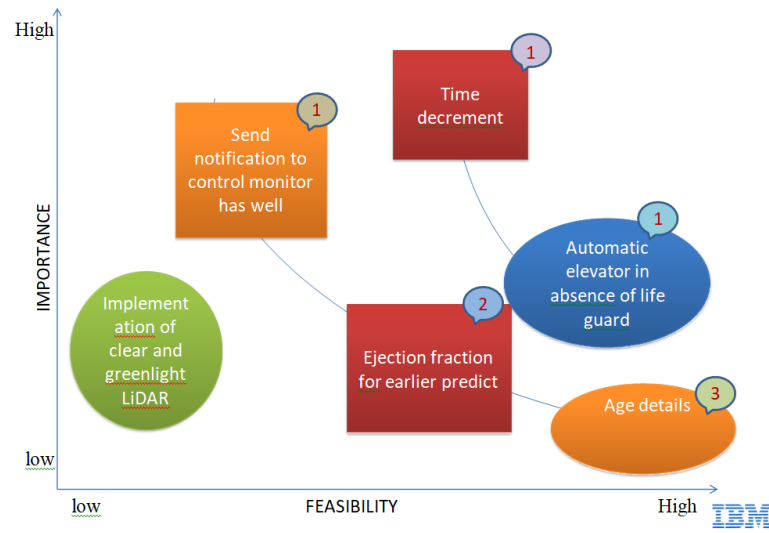 High
1
Time
decrement
1
Send
notification to
control monitor
has well
1
Automatic
elevator in
absence of life
guard
IMPORTANCE
Implement
ation of
clear and
greenlight
LiDAR
2
Ejection fraction
for earlier predict
3
Age details
low
low
FEASIBILITY
High
IBM